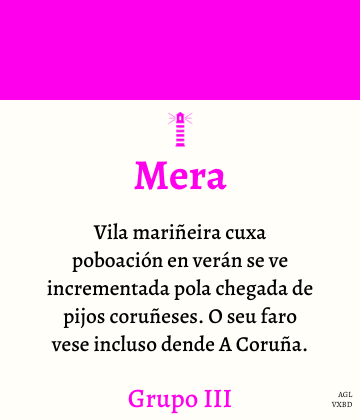 Mera
Vila mariñeira cuxa
poboación en verán se ve
incrementada pola chegada de
pijos coruñeses. O seu faro
vese incluso dende A Coruña.
Grupo III
AGL
VXBD